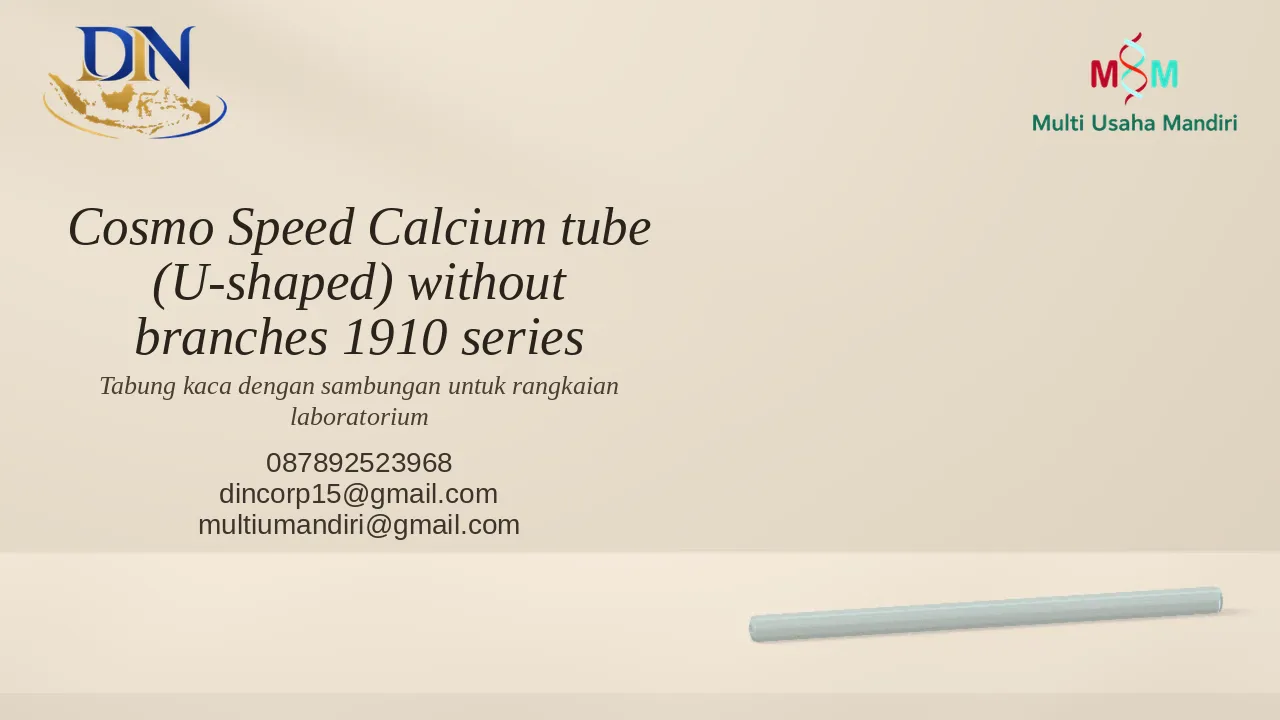 DN
M M
Multi Usaha Mandiri
Cosmo Speed Calcium tube
(U-shaped) without
branches 1910 series
Tabung kaca dengan sambungan untuk rangkaian
laboratorium
087892523968
dincorp15@gmail.com
multiumandiri@gmail.com